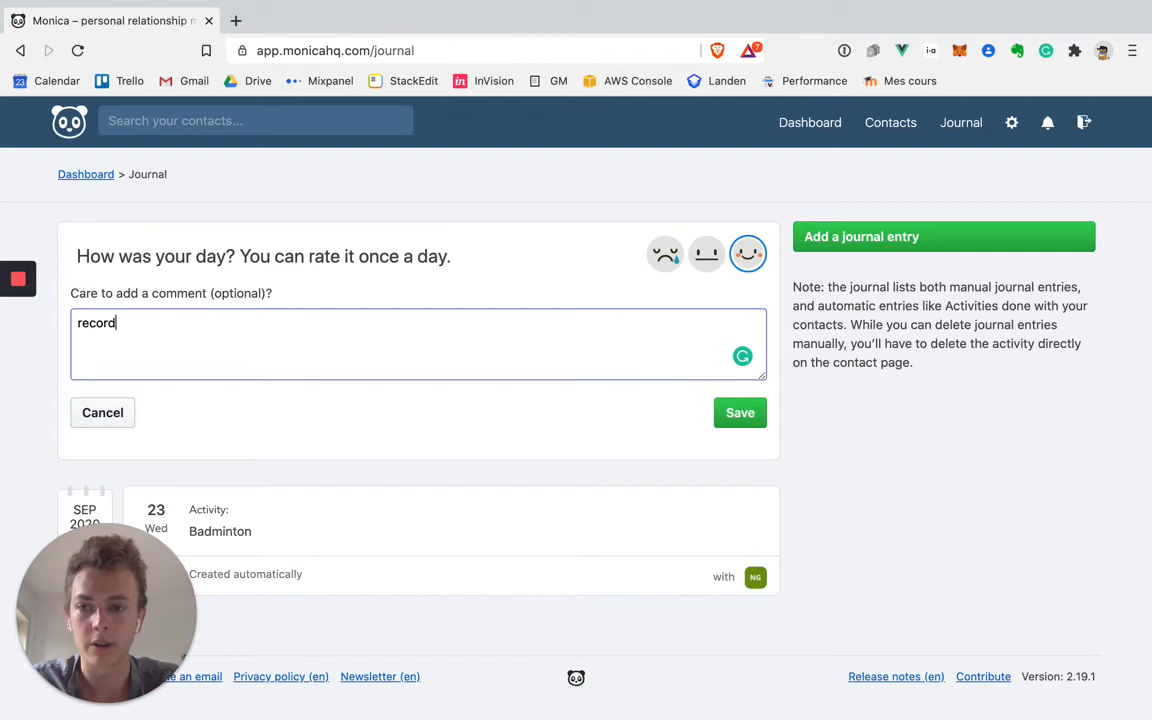 Monica – personal relationship m
app.monicahq.com/journal
7
i-a
23 Calendar Trello Gmail Drive Mixpanel StackEdit in InVision GM AWS Console Landen Performance Mes cours
Search your contacts...
Dashboard Contacts Journal
Dashboard > Journal
How was your day? You can rate it once a day.
Add a journal entry
Care to add a comment (optional)?
record
Note: the journal lists both manual journal entries,
and automatic entries like Activities done with your
contacts. While you can delete journal entries
manually, you’ll have to delete the activity directly
on the contact page.
Cancel Save
SEP
2020
23
Wed
Activity:
Badminton
Created automatically
with NG
an email Privacy policy (en) Newsletter (en)
Release notes (en) Contribute Version: 2.19.1